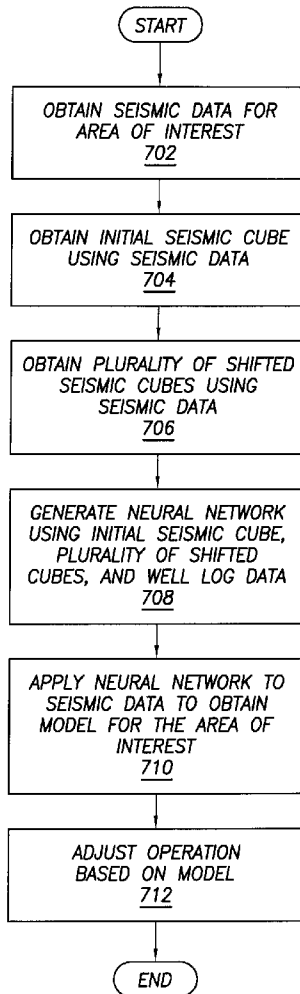 START
OBTAIN SEISMIC DATA FOR
AREA OF INTEREST
702
OBTAIN INITIAL SEISMIC CUBE
USING SEISMIC DATA
704
OBTAIN PLURALITY OF SHIFTED
SEISMIC CUBES USING
SEISMIC DATA
706
GENERATE NEURAL NETWORK
USING INITIAL SEISMIC CUBE,
PLURALITY OF SHIFTED
CUBES, AND WELL LOG DATA
708
APPLY NEURAL NETWORK TO
SEISMIC DATA TO OBTAIN
MODEL FOR THE AREA OF
INTEREST
710
ADJUST OPERATION
BASED ON MODEL
712
END